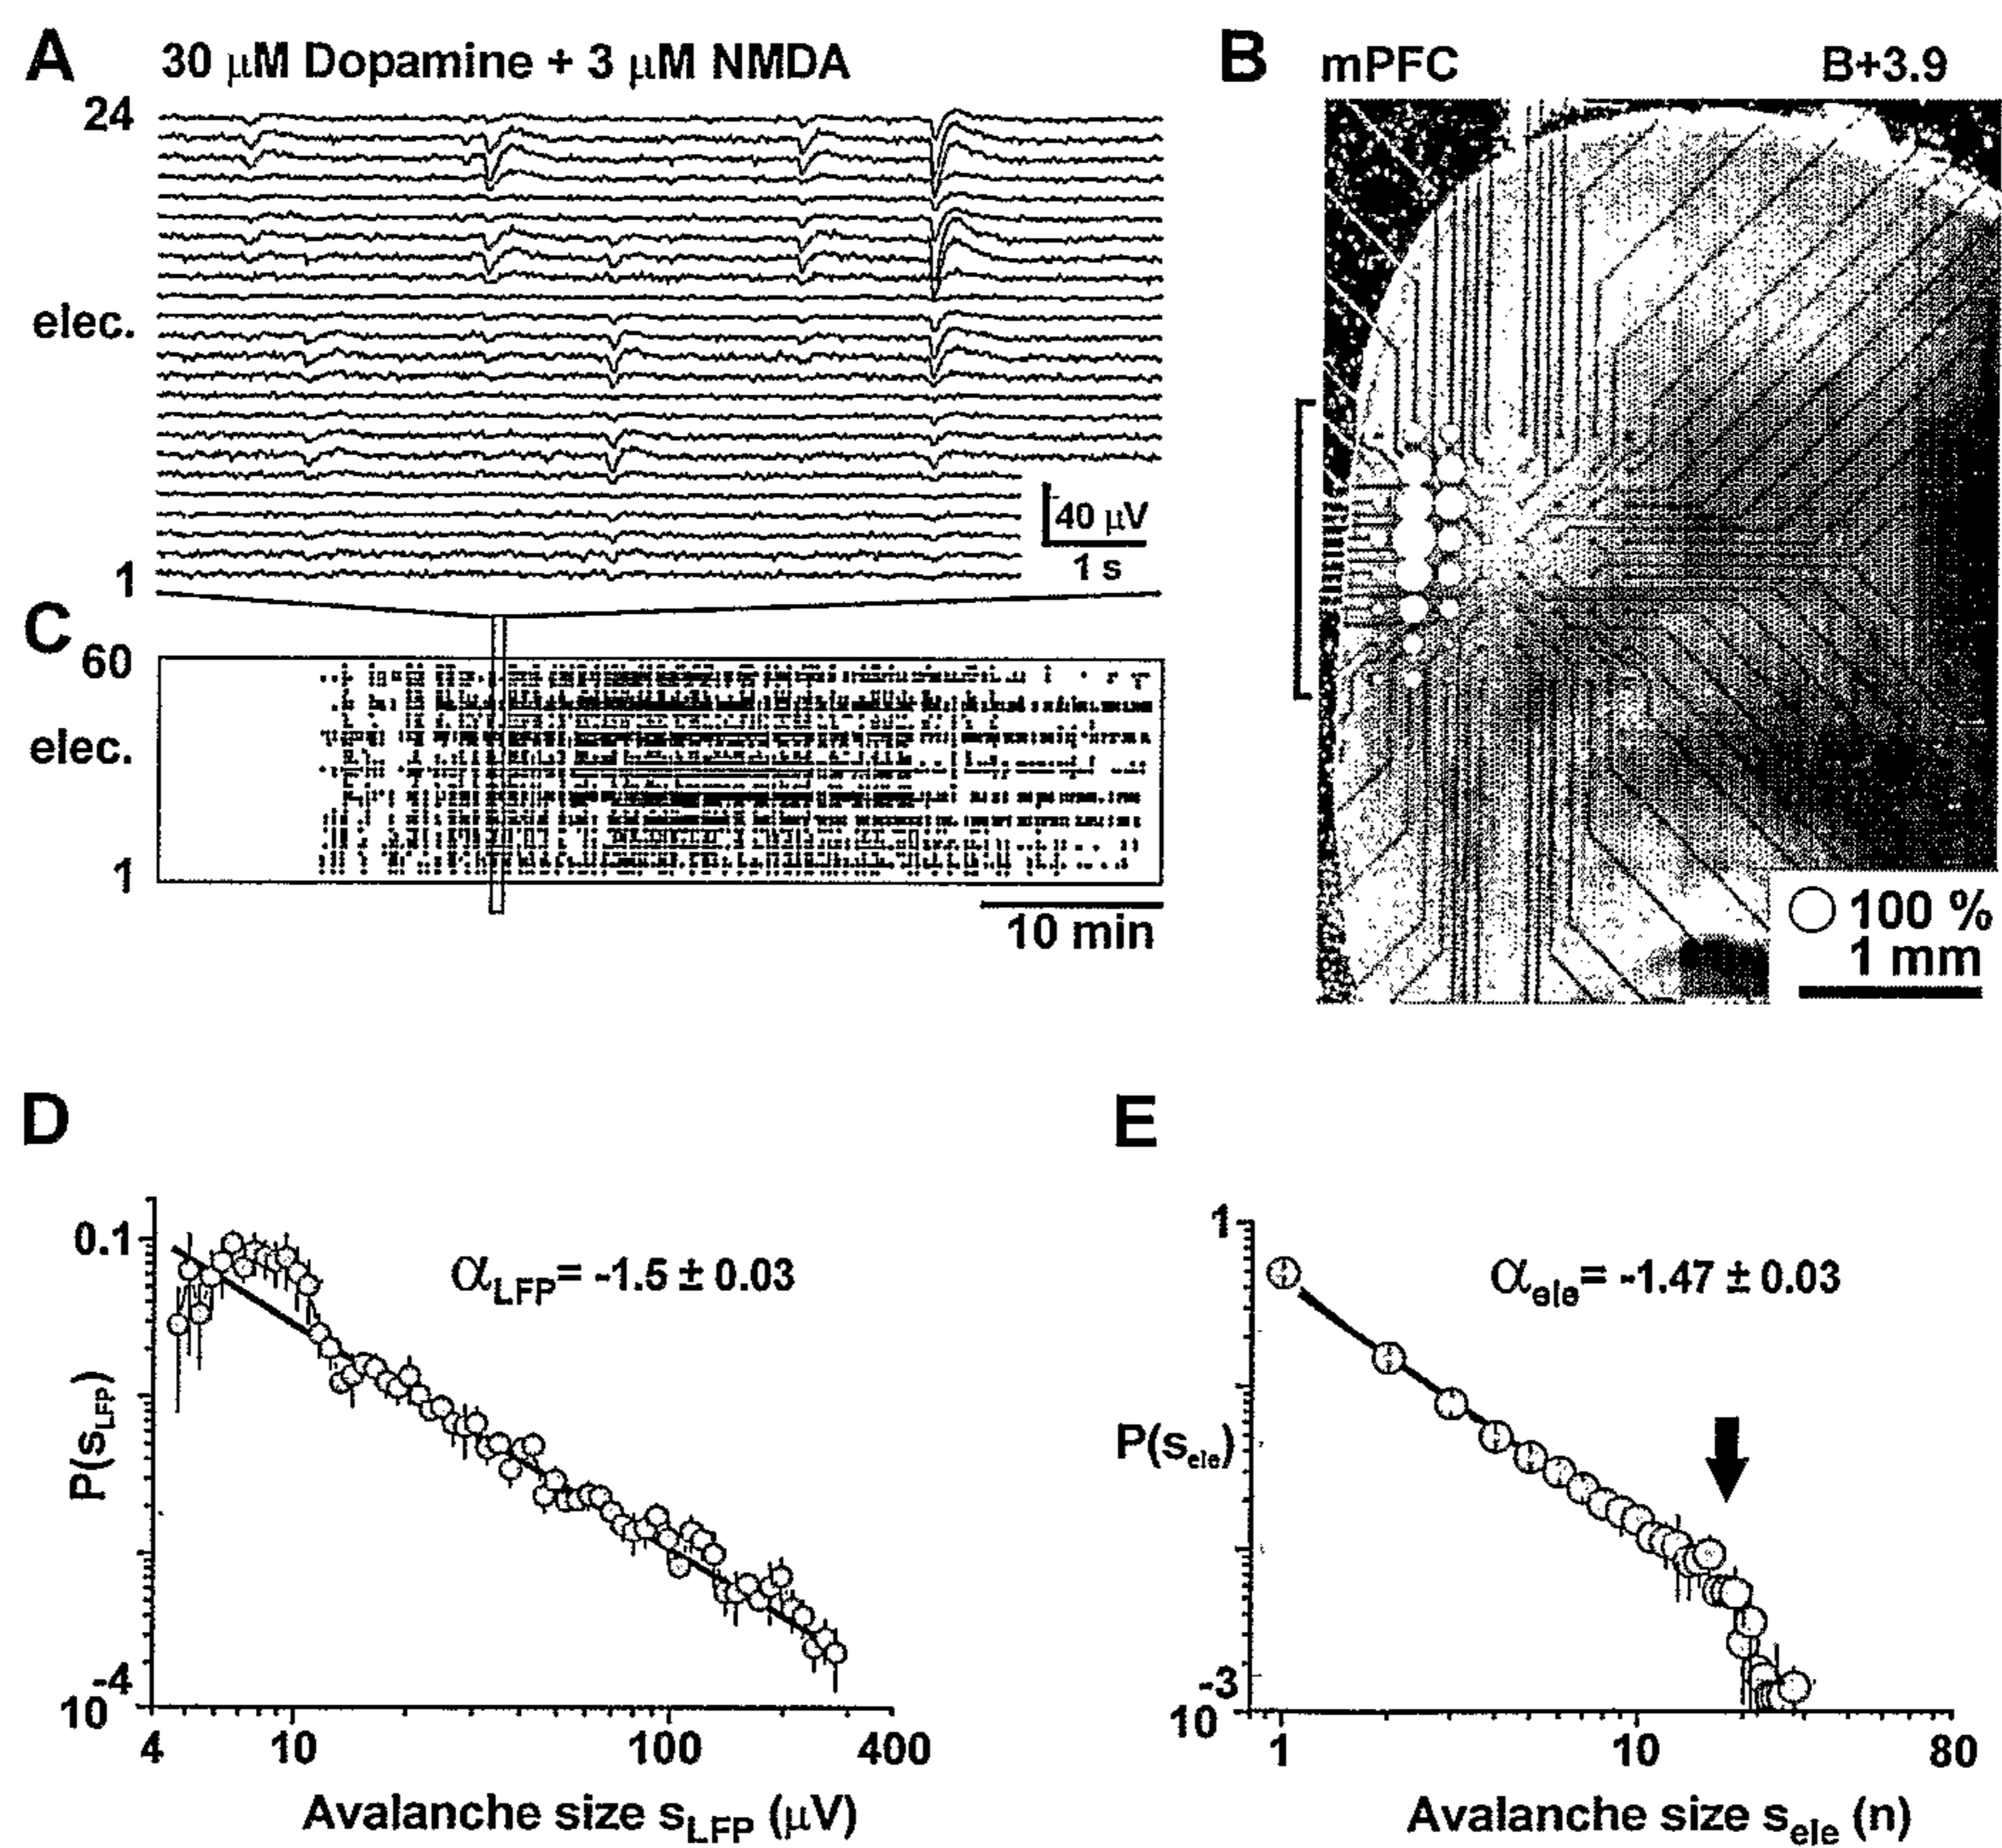 A
30 μM Dopamine + 3 μM NMDA
24
elec.
1
40 μV
1 s
B
mPFC
B+3.9
100 %
1 mm
C
60
elec.
1
10 min
D
0.1
αLFP= -1.5 ± 0.03
P(sLFP)
10-4
4
10
100
400
Avalanche size sLFP (μV)
E
1
αele= -1.47 ± 0.03
P(sele)
10-3
1
10
80
Avalanche size sele (n)